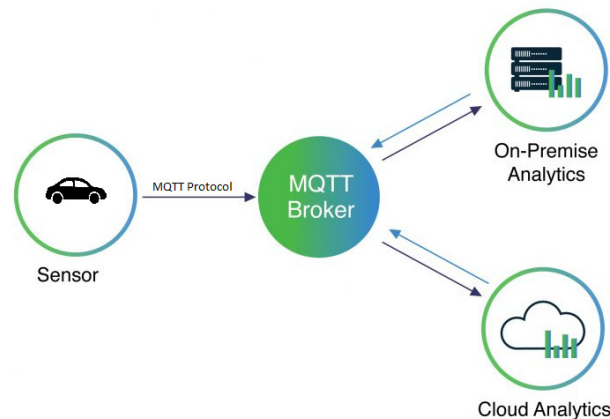 Sensor
MQTT Protocol
MQTT
Broker
On-Premise
Analytics
Cloud Analytics